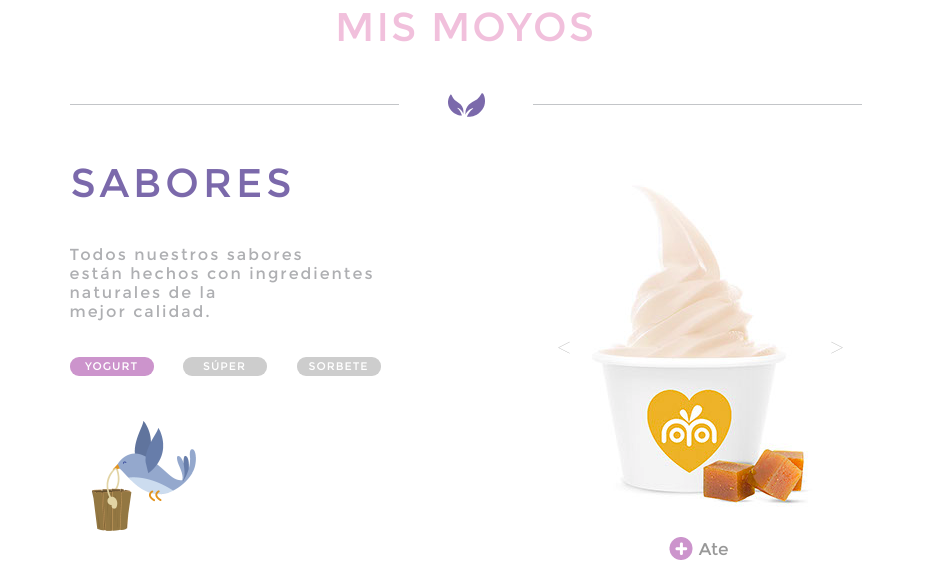 MIS MOYOS
SABORES
Todos nuestros sabores
están hechos con ingredientes
naturales de la
mejor calidad.
YOGURT
SÚPER
SORBETE
<
>
moyo
Ate